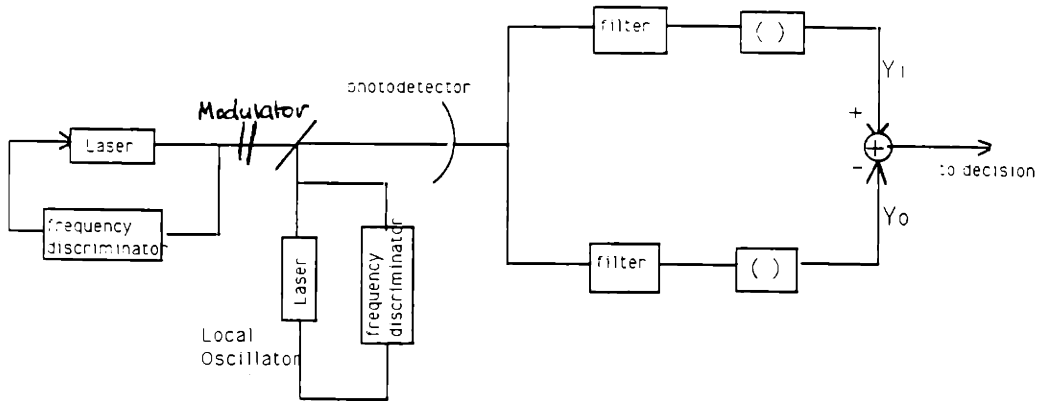 filter
( )
Y1
photodetector
Modulator
Laser
+
+
-
to decision
frequency
discriminator
Y0
Laser
frequency
discriminator
filter
( )
Local
Oscillator